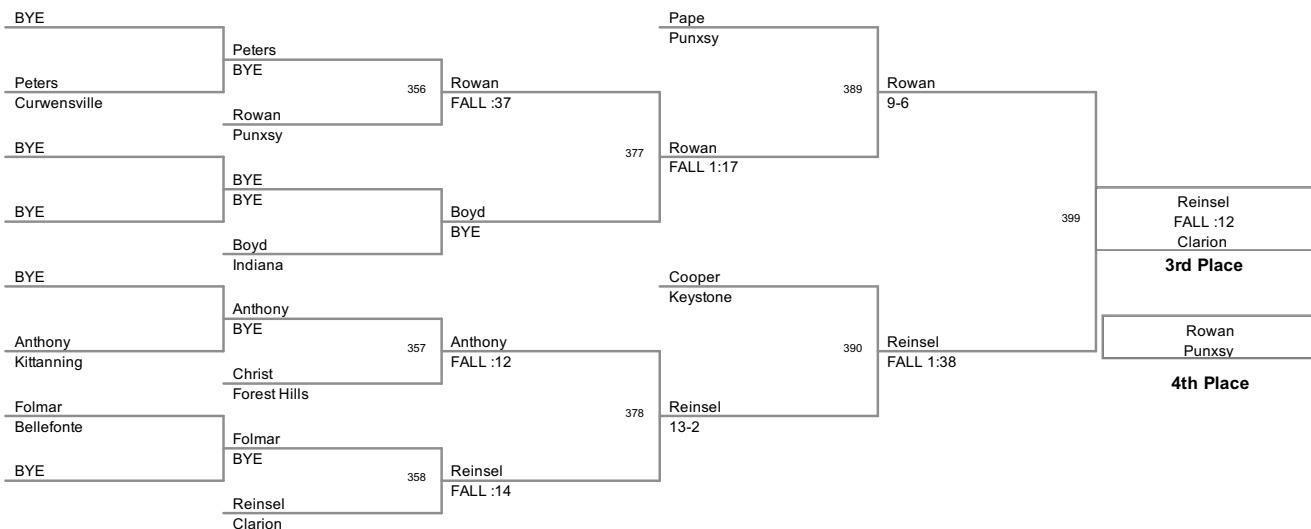 BYE
Peters
Curwensville
BYE
BYE
BYE
Anthony
Kittanning
Folmar
Bellefonte
BYE
Peters
BYE
Rowan
Punxsy
BYE
BYE
Boyd
Indiana
Anthony
BYE
Christ
Forest Hills
Folmar
BYE
Reinsel
Clarion
356
357
358
Rowan
FALL :37
Boyd
BYE
Anthony
FALL :12
Reinsel
FALL :14
377
378
Pape
Punxsy
Rowan
FALL 1:17
Cooper
Keystone
Reinsel
13-2
389
390
Rowan
9-6
Reinsel
FALL 1:38
399
Reinsel
FALL :12
Clarion
3rd Place
Rowan
Punxsy
4th Place